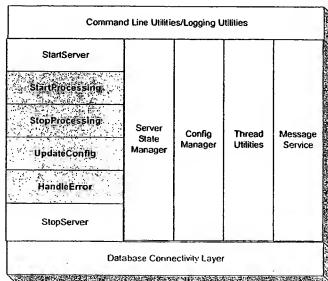 Command Line Utilities/Logging Utilities
StartServer
StartProcessing
StopProcessing
UpdateConfig
HandleError
StopServer
Server
State
Manager
Config
Manager
Thread
Utilities
Message
Service
Database Connectivity Layer